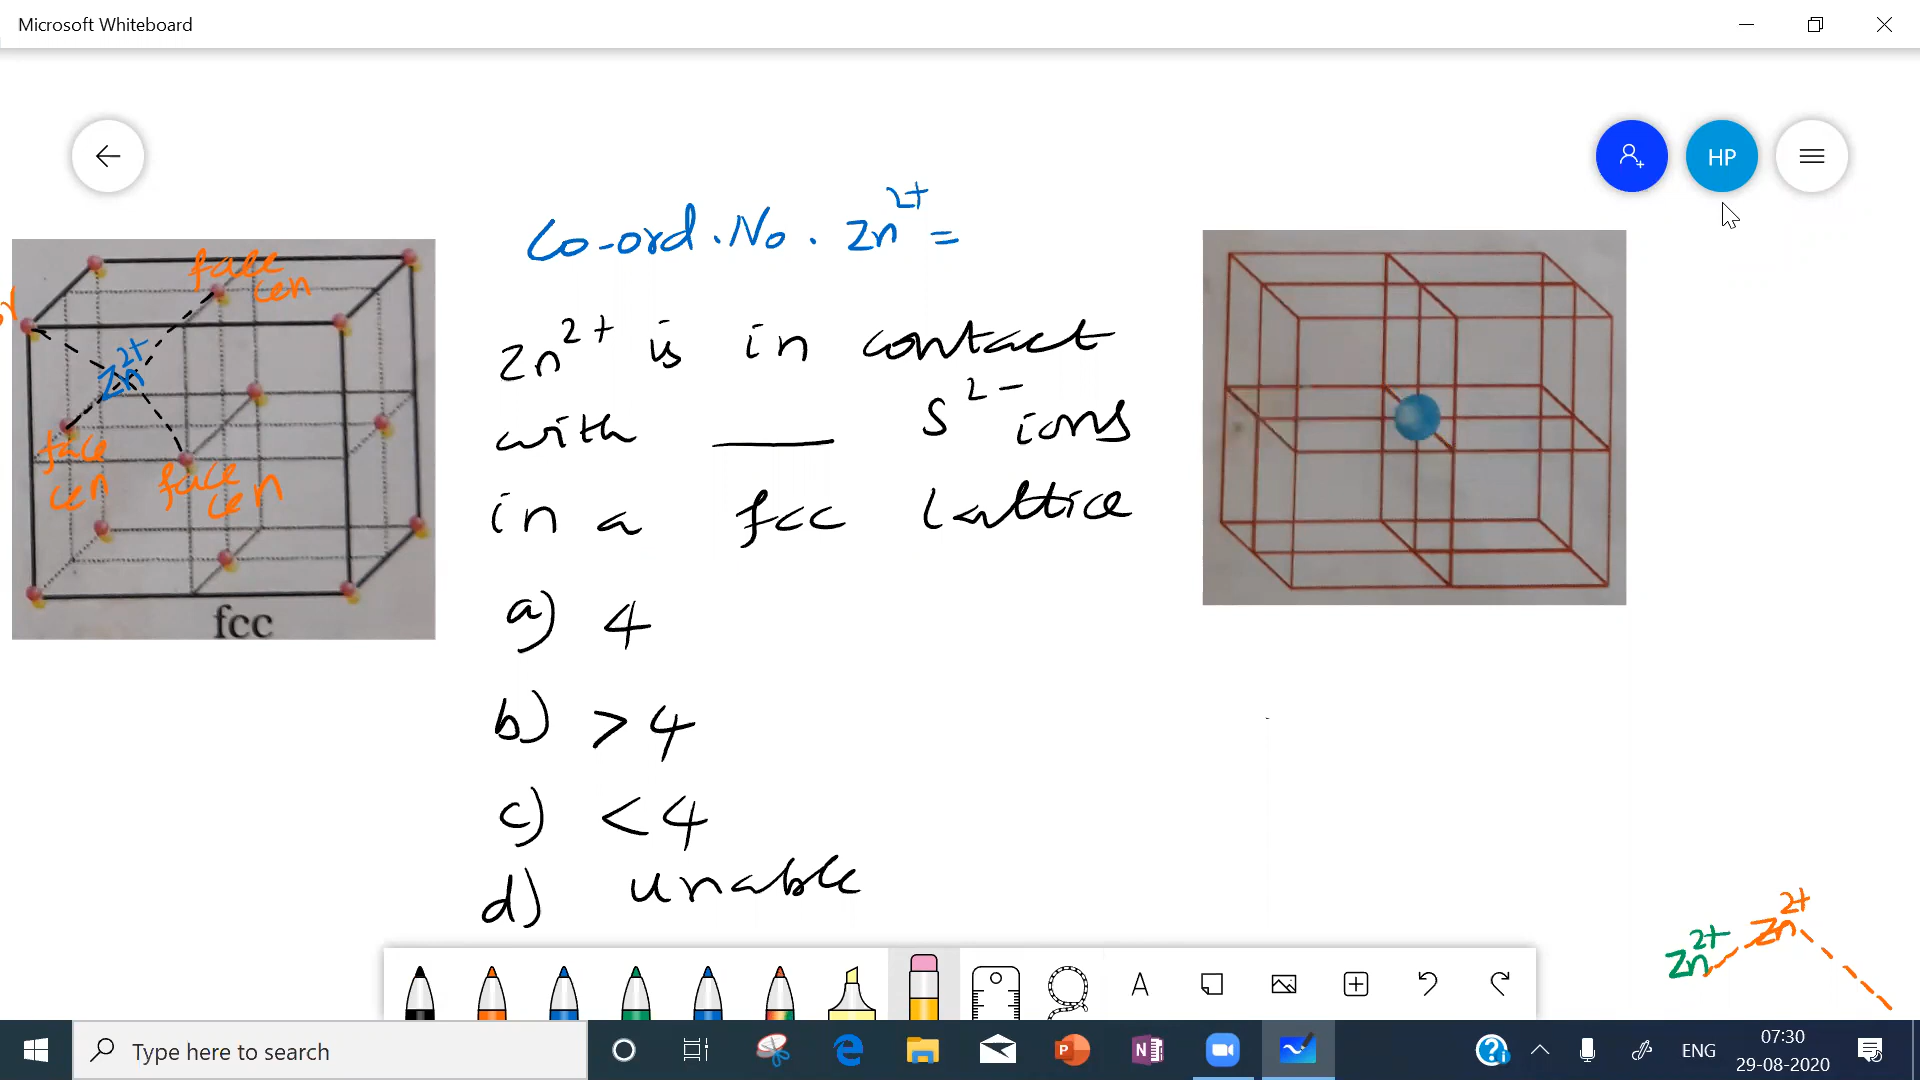 Microsoft Whiteboard
HP
Co-ord.No. Zn2+ =
face cen
Zn2+
face cen
face cen
fcc
Zn2+ is in contact
with ____ S2- ions
in a fcc lattice
a) 4
b) >4
c) <4
d) unable
Zn2+ Zn2+
A
Type here to search
ENG
07:30
29-08-2020